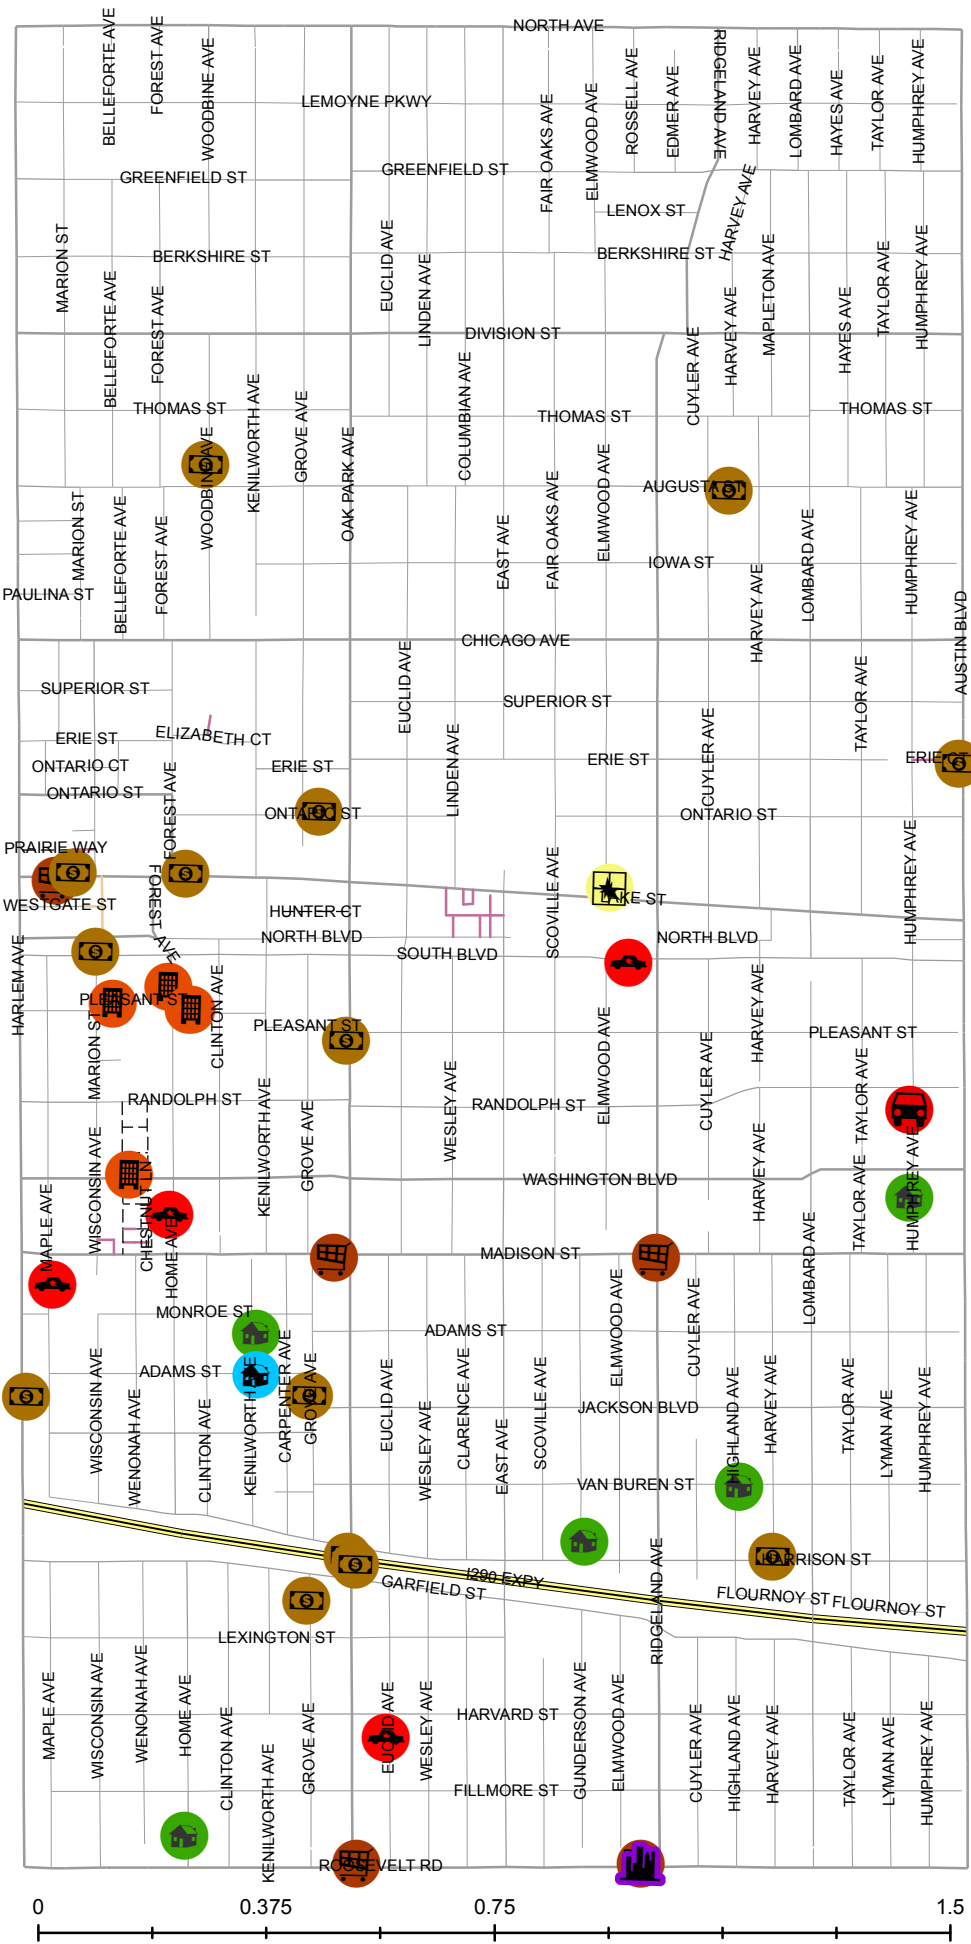 NORTH AVE
BELLEFORTE AVE
FOREST AVE
WOODBINE AVE
LEMOYNE PKWY
FAIR OAKS AVE
ELMWOOD AVE
ROSSELL AVE
EDMER AVE
RIDGELAND AVE
HARVEY AVE
LOMBARD AVE
HAYES AVE
TAYLOR AVE
HUMPHREY AVE
GREENFIELD ST
GREENFIELD ST
LENOX ST
HARVEY AVE
MARION ST
BERKSHIRE ST
BERKSHIRE ST
EUCLID AVE
LINDEN AVE
MAPLETON AVE
TAYLOR AVE
HUMPHREY AVE
BELLEFORTE AVE
FOREST AVE
HARVEY AVE
HAYES AVE
DIVISION ST
CUYLER AVE
THOMAS ST
THOMAS ST
THOMAS ST
KENILWORTH AVE
GROVE AVE
COLUMBIAN AVE
WOODBINE AVE
OAK PARK AVE
ELMWOOD AVE
AUGUSTA ST
MARION ST
BELLEFORTE AVE
FOREST AVE
EAST AVE
FAIR OAKS AVE
IOWA ST
LOMBARD AVE
HUMPHREY AVE
PAULINA ST
HARVEY AVE
AUSTIN BLVD
CHICAGO AVE
SUPERIOR ST
EUCLID AVE
SUPERIOR ST
TAYLOR AVE
ERIE ST
ELIZABETH CT
LINDEN AVE
CUYLER AVE
ERIE ST
ERIE CT
ONTARIO CT
ERIE ST
ONTARIO ST
FOREST AVE
ONTARIO ST
ONTARIO ST
PRAIRIE WAY
SCOVILLE AVE
HUMPHREY AVE
LAKE ST
WESTGATE ST
FOREST AVE
HUNTER CT
NORTH BLVD
NORTH BLVD
SOUTH BLVD
HARLEM AVE
PLEASANT ST
CLINTON AVE
HARVEY AVE
MARION ST
PLEASANT ST
PLEASANT ST
ELMWOOD AVE
CUYLER AVE
WESLEY AVE
TAYLOR AVE
RANDOLPH ST
RANDOLPH ST
KENILWORTH AVE
GROVE AVE
HARVEY AVE
WISCONSIN AVE
CHESTNUT LN
WASHINGTON BLVD
TAYLOR AVE
HUMPHREY AVE
MAPLE AVE
HOME AVE
MADISON ST
LOMBARD AVE
MONROE ST
ADAMS ST
ELMWOOD AVE
CUYLER AVE
ADAMS ST
CARPENTER AVE
WISCONSIN AVE
WENONAH AVE
CLINTON AVE
KENILWORTH AVE
GROVE AVE
EUCLID AVE
WESLEY AVE
CLARENCE AVE
EAST AVE
SCOVILLE AVE
JACKSON BLVD
HIGHLAND AVE
HARVEY AVE
TAYLOR AVE
LYMAN AVE
HUMPHREY AVE
VAN BUREN ST
HARRISON ST
I290 EXPY
GARFIELD ST
RIDGELAND AVE
FLOURNOY ST
FLOURNOY ST
LEXINGTON ST
MAPLE AVE
WISCONSIN AVE
WENONAH AVE
HOME AVE
CLINTON AVE
KENILWORTH AVE
GROVE AVE
EUCLID AVE
WESLEY AVE
HARVARD ST
GUNDERSON AVE
ELMWOOD AVE
CUYLER AVE
HIGHLAND AVE
HARVEY AVE
TAYLOR AVE
LYMAN AVE
HUMPHREY AVE
FILLMORE ST
ROOSEVELT RD
0 0.375 0.75 1.5